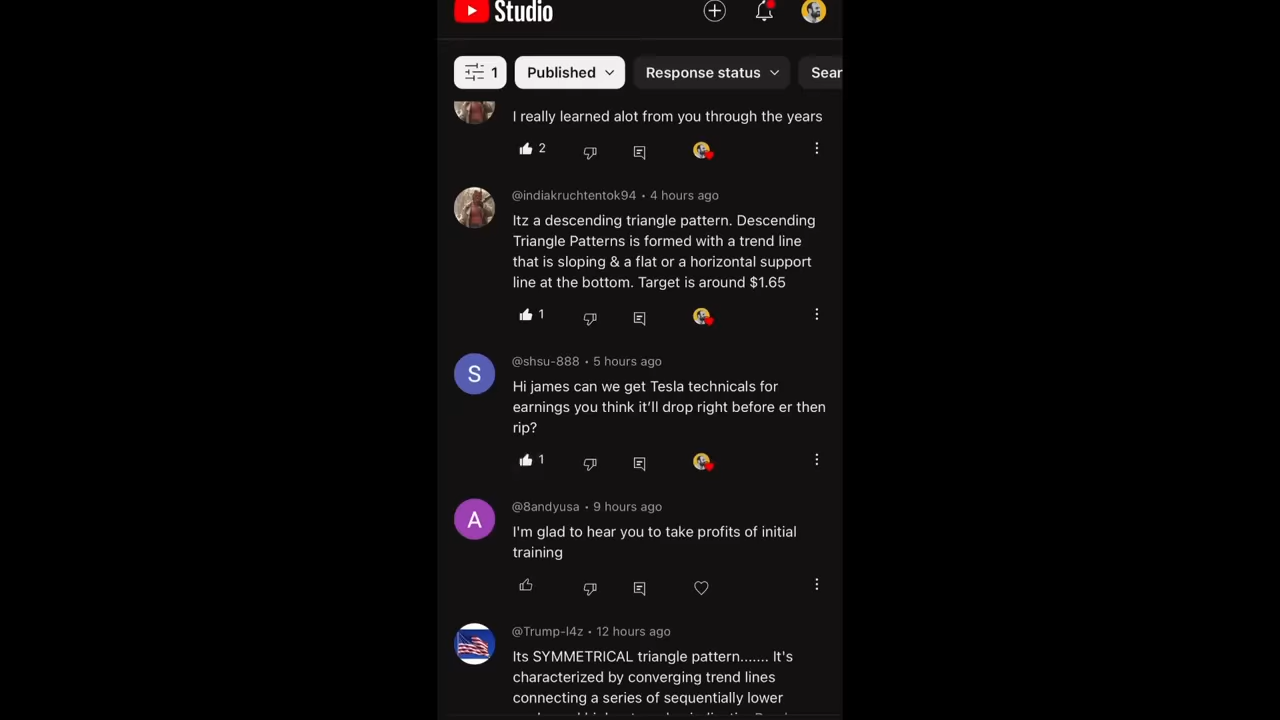 Studio
1
Published
Response status
Sear
I really learned alot from you through the years
2
@indiakruchtentok94 • 4 hours ago
Itz a descending triangle pattern. Descending
Triangle Patterns is formed with a trend line
that is sloping & a flat or a horizontal support
line at the bottom. Target is around $1.65
1
@shsu-888 • 5 hours ago
S
Hi james can we get Tesla technicals for
earnings you think it'll drop right before er then
rip?
1
@8andyusa • 9 hours ago
A
I'm glad to hear you to take profits of initial
training
@Trump-l4z • 12 hours ago
Its SYMMETRICAL triangle pattern....... It's
characterized by converging trend lines
connecting a series of sequentially lower